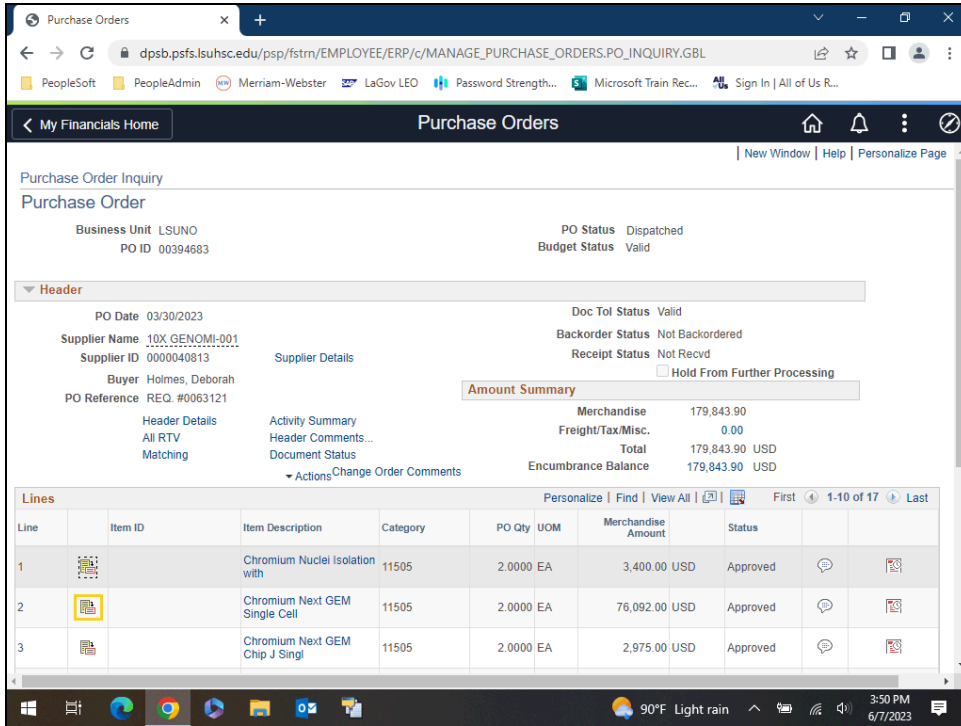 Purchase Orders
dpsb.psfs.lsuhsc.edu/psp/fstrn/EMPLOYEE/ERP/c/MANAGE_PURCHASE_ORDERS.PO_INQUIRY.GBL
PeopleSoft PeopleAdmin MW Merriam-Webster SAP LaGov LEO Password Strength... S Microsoft Train Rec... All Us Sign In | All of Us R...
My Financials Home Purchase Orders
New Window | Help | Personalize Page
Purchase Order Inquiry
Purchase Order
Business Unit LSUNO PO Status Dispatched
PO ID 00394683 Budget Status Valid
Header
PO Date 03/30/2023 Doc Tol Status Valid
Supplier Name 10X GENOMI-001 Backorder Status Not Backordered
Supplier ID 0000040813 Supplier Details Receipt Status Not Recvd
Hold From Further Processing
Buyer Holmes, Deborah Amount Summary
PO Reference REQ. #0063121
Merchandise 179,843.90
Header Details Activity Summary
Freight/Tax/Misc. 0.00
All RTV Header Comments...
Total 179,843.90 USD
Matching Document Status
Encumbrance Balance 179,843.90 USD
Actions Change Order Comments
Lines Personalize | Find | View All | First 1-10 of 17 Last
Line Item ID Item Description Category PO Qty UOM Merchandise Amount Status
1 Chromium Nuclei Isolation with 11505 2.0000 EA 3,400.00 USD Approved
2 Chromium Next GEM Single Cell 11505 2.0000 EA 76,092.00 USD Approved
3 Chromium Next GEM Chip J Singl 11505 2.0000 EA 2,975.00 USD Approved
90°F Light rain 3:50 PM
6/7/2023